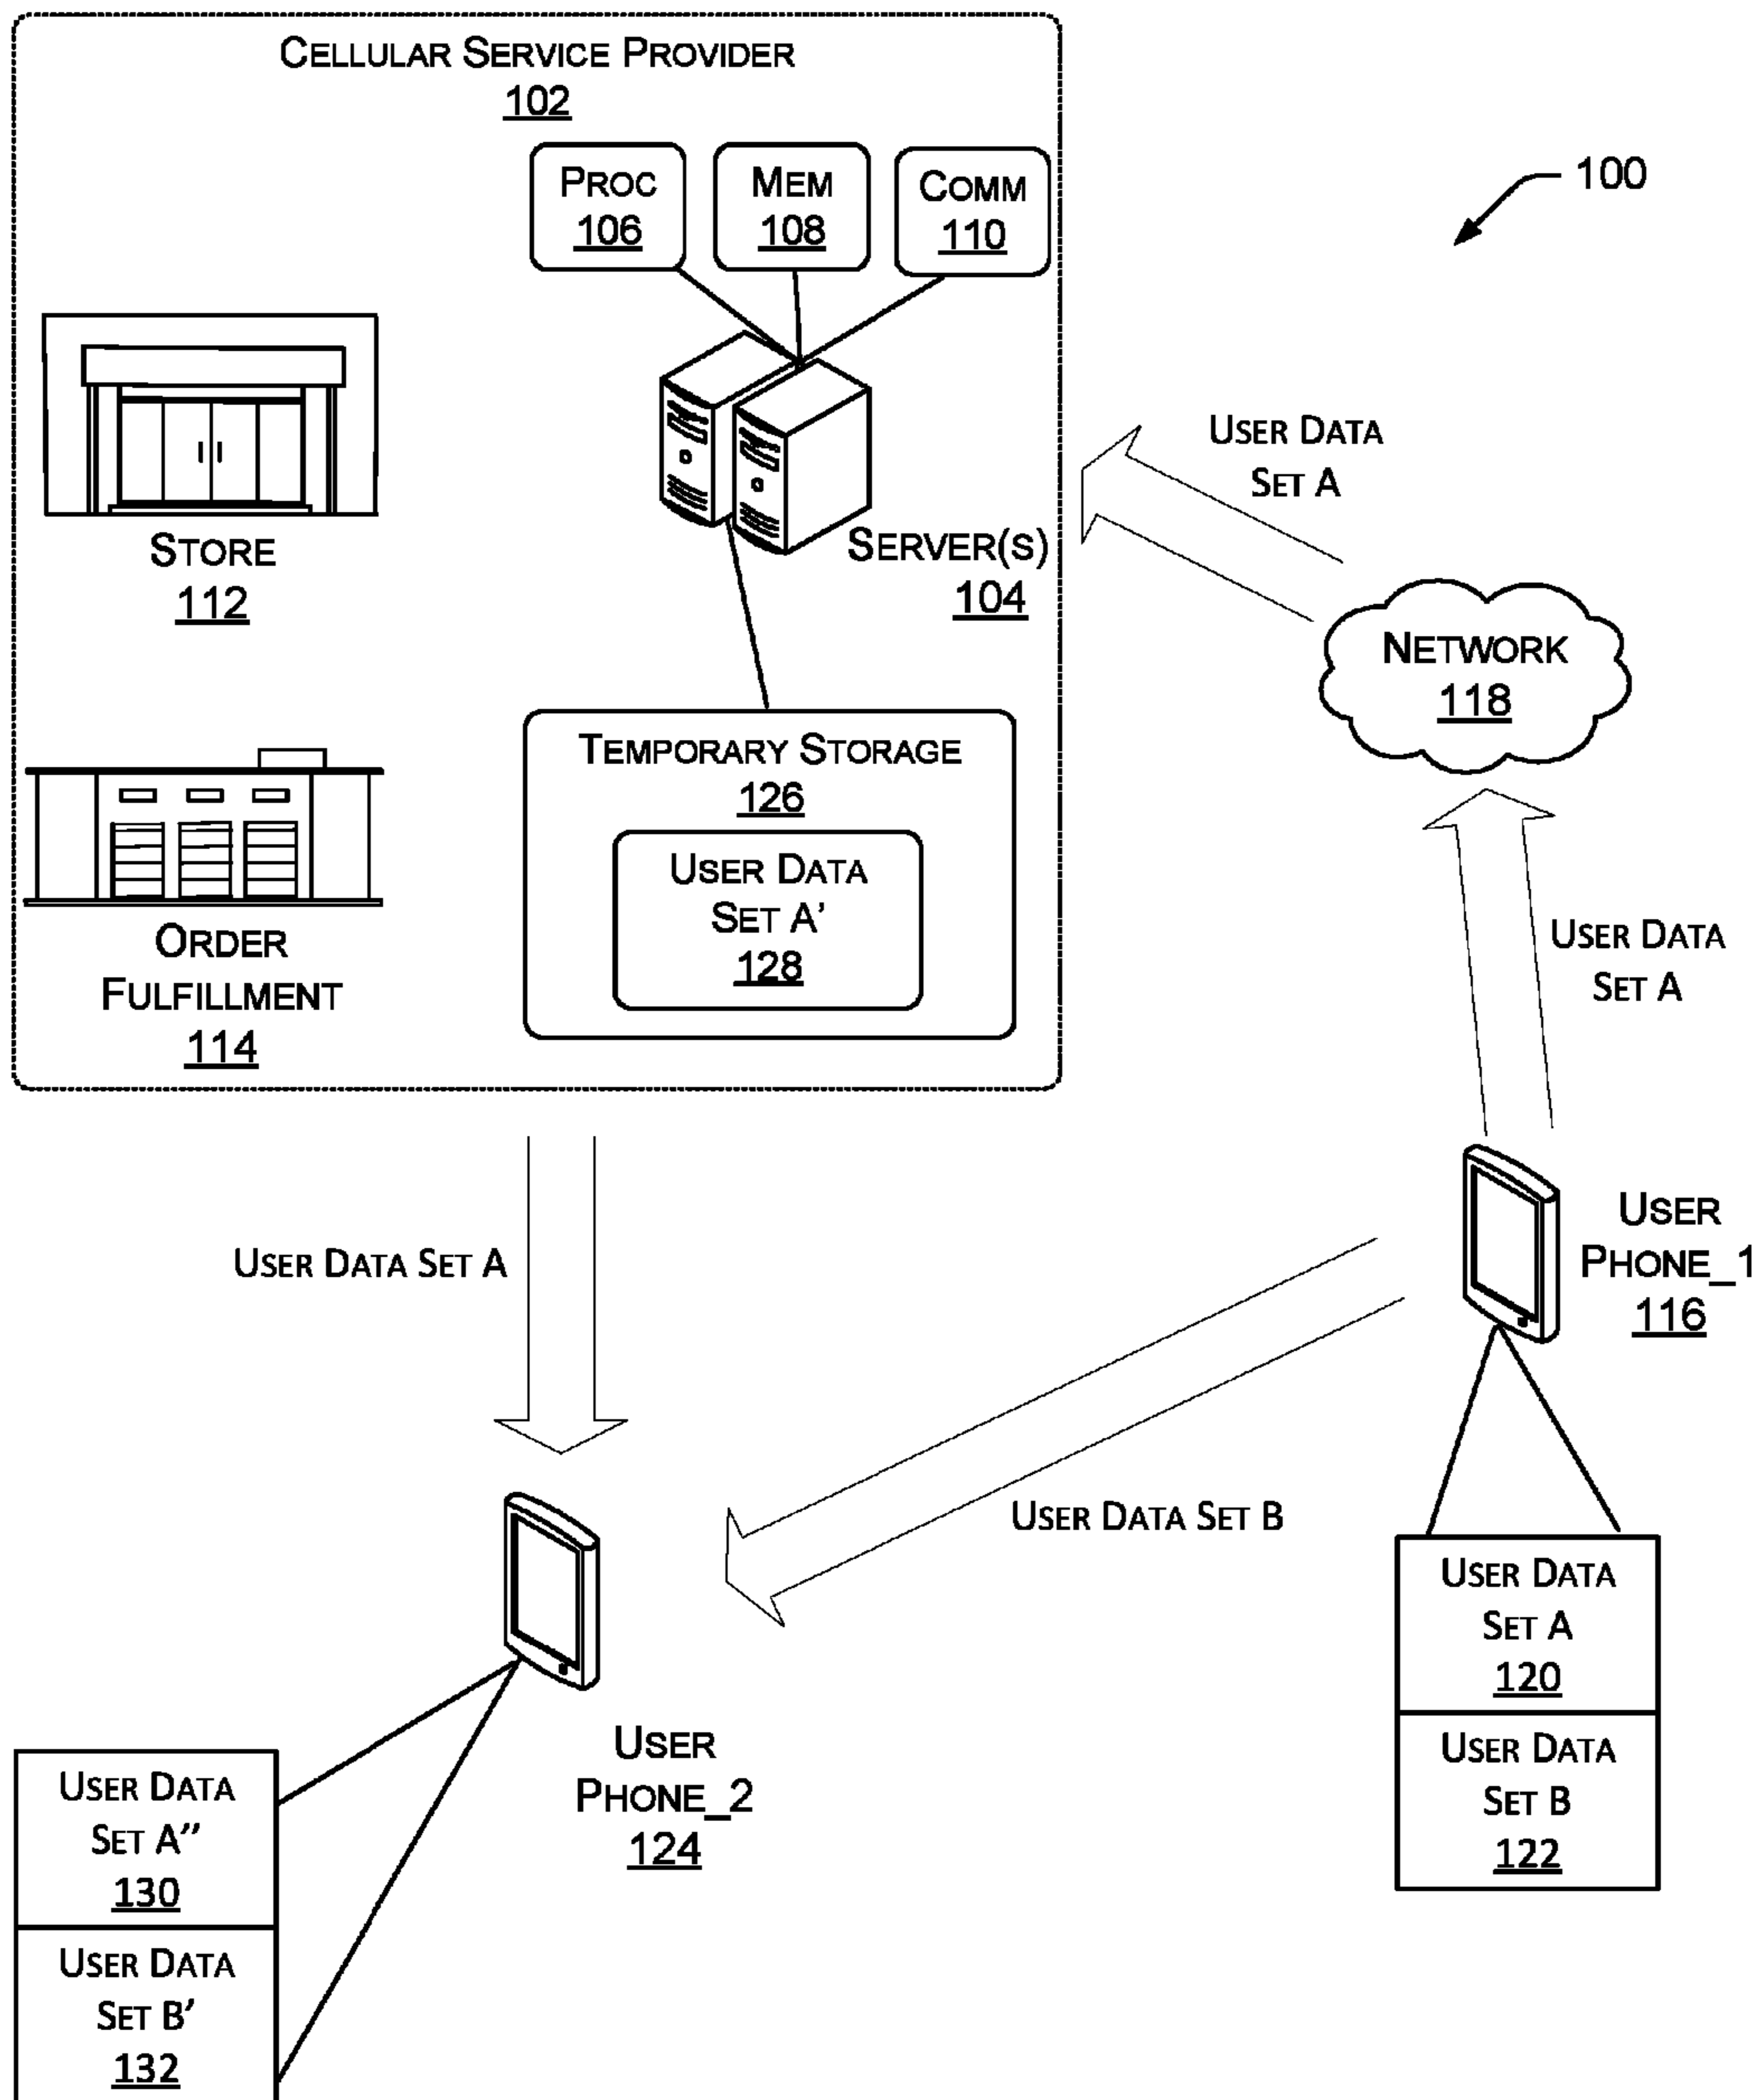 CELLULAR SERVICE PROVIDER
102
PROC
106
MEM
108
COMM
110
100
STORE
112
SERVER(S)
104
USER DATA
SET A
NETWORK
118
TEMPORARY STORAGE
126
USER DATA
SET A’
128
ORDER
FULFILLMENT
114
USER DATA
SET A
USER DATA SET A
USER
PHONE_1
116
USER DATA SET B
USER DATA
SET A
120
USER DATA
SET B
122
USER
PHONE_2
124
USER DATA
SET A’’
130
USER DATA
SET B’
132